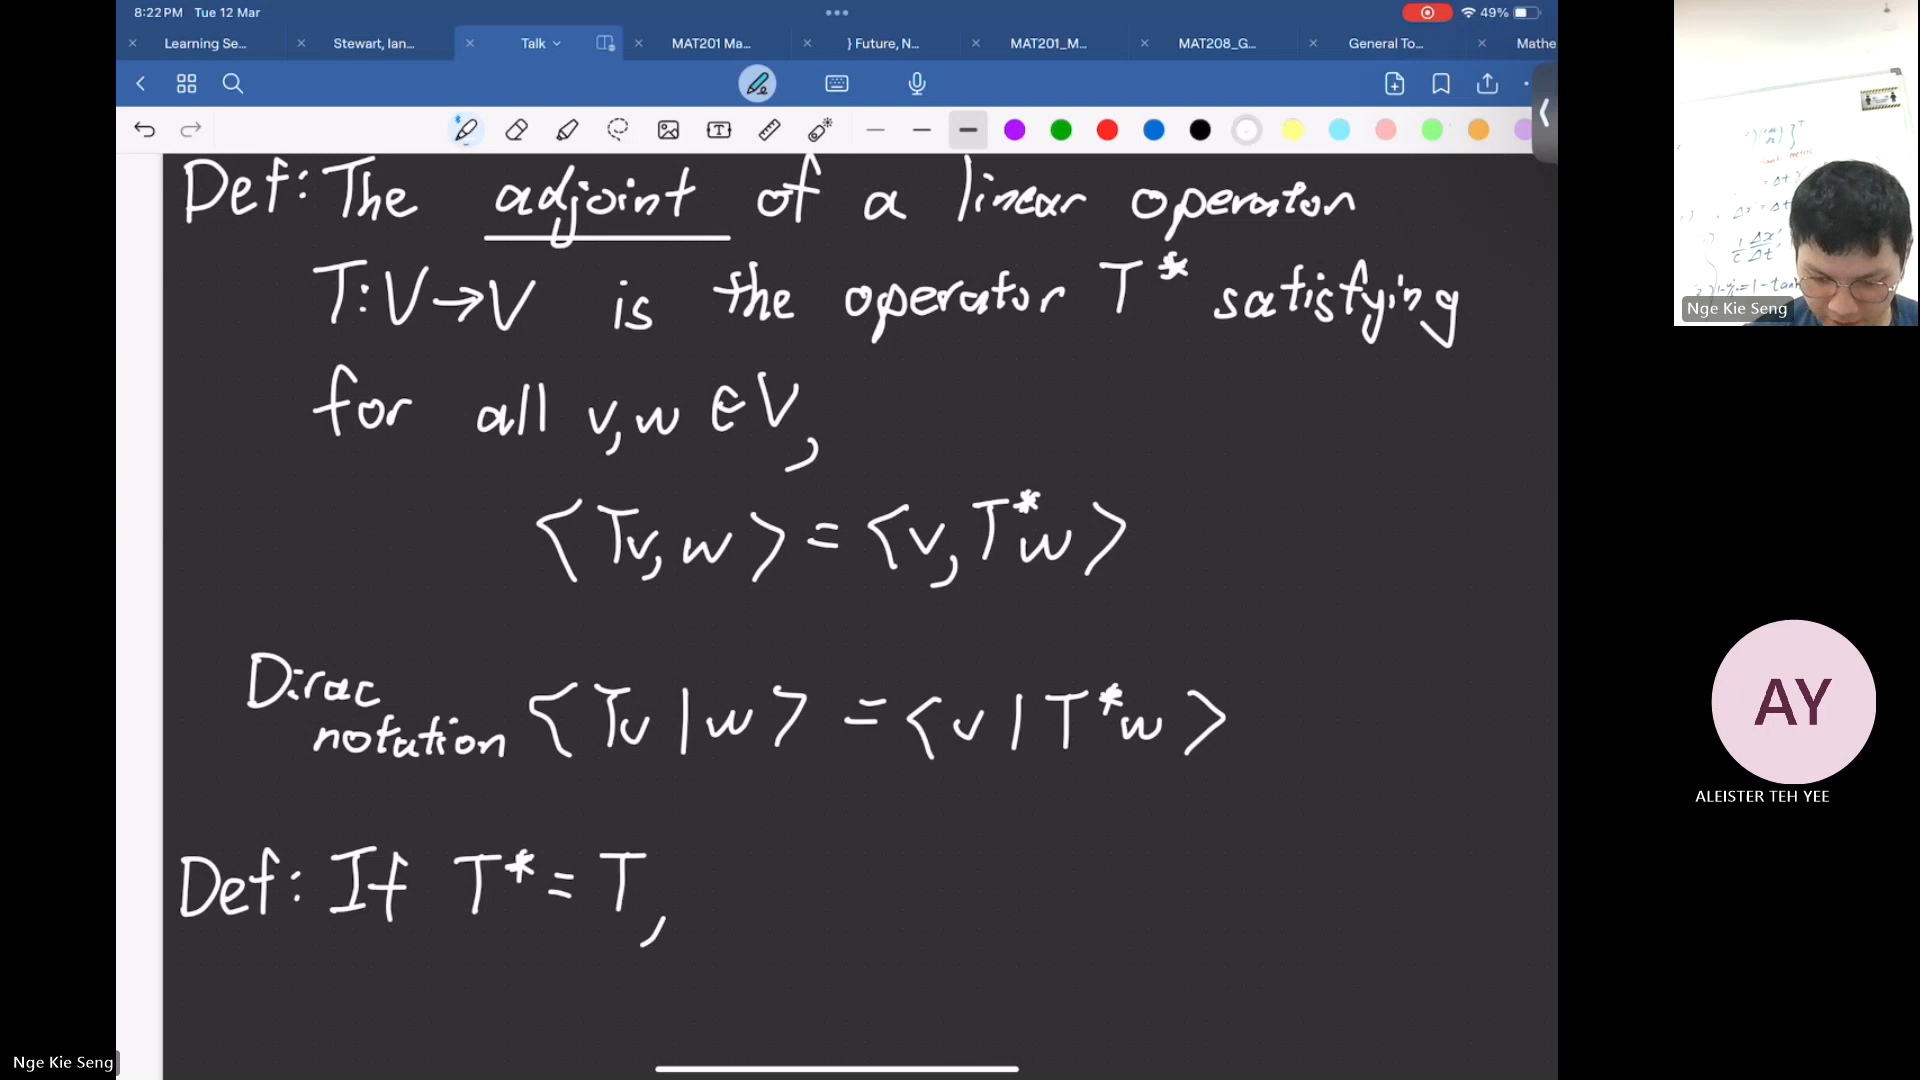 8:22 PM Tue 12 Mar
49%
Learning Se...
Stewart, Ian...
Talk
MAT201 Ma...
} Future, N...
MAT201_M...
MAT208_G...
General To...
Mathe
Def: The adjoint of a linear operator
T: V→V is the operator T* satisfying
for all v,w ∈ V,
⟨Tv, w⟩ = ⟨v, T*w⟩
Dirac
notation ⟨Tv | w⟩ = ⟨v | T*w⟩
Def: If T* = T,
Nge Kie Seng
AY
ALEISTER TEH YEE
Nge Kie Seng